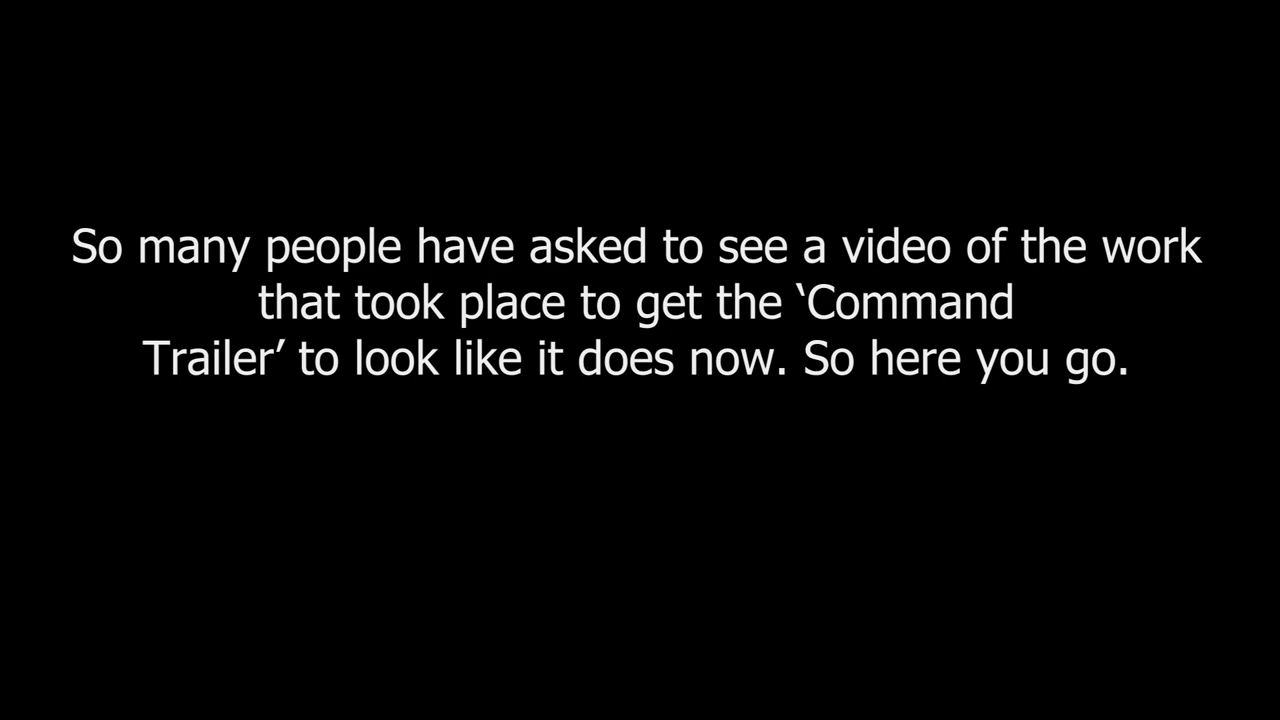 So many people have asked to see a video of the work
that took place to get the ‘Command
Trailer’ to look like it does now. So here you go.